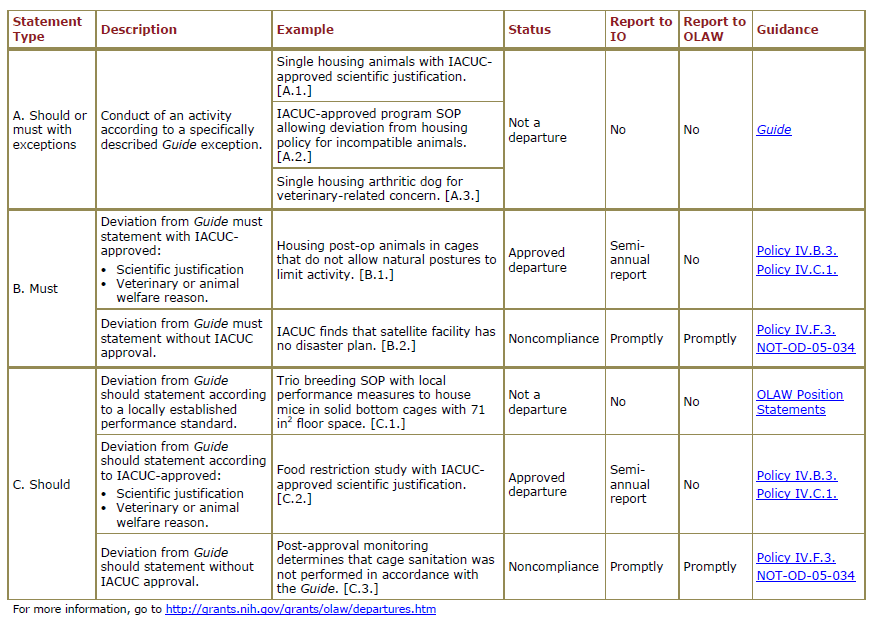 Statement Type
Description
Example
Status
Report to IO
Report to OLAW
Guidance
A. Should or
must with
exceptions
Conduct of an activity
according to a specifically
described Guide exception.
Single housing animals with IACUC-
approved scientific justification.
[A.1.]
IACUC-approved program SOP
allowing deviation from housing
policy for incompatible animals.
[A.2.]
Single housing arthritic dog for
veterinary-related concern. [A.3.]
Not a
departure
No
No
Guide
B. Must
Deviation from Guide must
statement with IACUC-
approved:
• Scientific justification
• Veterinary or animal
welfare reason.
Housing post-op animals in cages
that do not allow natural postures to
limit activity. [B.1.]
Approved
departure
Semi-
annual
report
No
Policy IV.B.3.
Policy IV.C.1.
Deviation from Guide must
statement without IACUC
approval.
IACUC finds that satellite facility has
no disaster plan. [B.2.]
Noncompliance
Promptly
Promptly
Policy IV.F.3.
NOT-OD-05-034
C. Should
Deviation from Guide
should statement according
to a locally established
performance standard.
Trio breeding SOP with local
performance measures to house
mice in solid bottom cages with 71
in² floor space. [C.1.]
Not a
departure
No
No
OLAW Position
Statements
Deviation from Guide
should statement according
to IACUC-approved:
• Scientific justification
• Veterinary or animal
welfare reason.
Food restriction study with IACUC-
approved scientific justification.
[C.2.]
Approved
departure
Semi-
annual
report
No
Policy IV.B.3.
Policy IV.C.1.
Deviation from Guide
should statement without
IACUC approval.
Post-approval monitoring
determines that cage sanitation was
not performed in accordance with
the Guide. [C.3.]
Noncompliance
Promptly
Promptly
Policy IV.F.3.
NOT-OD-05-034
For more information, go to http://grants.nih.gov/grants/olaw/departures.htm